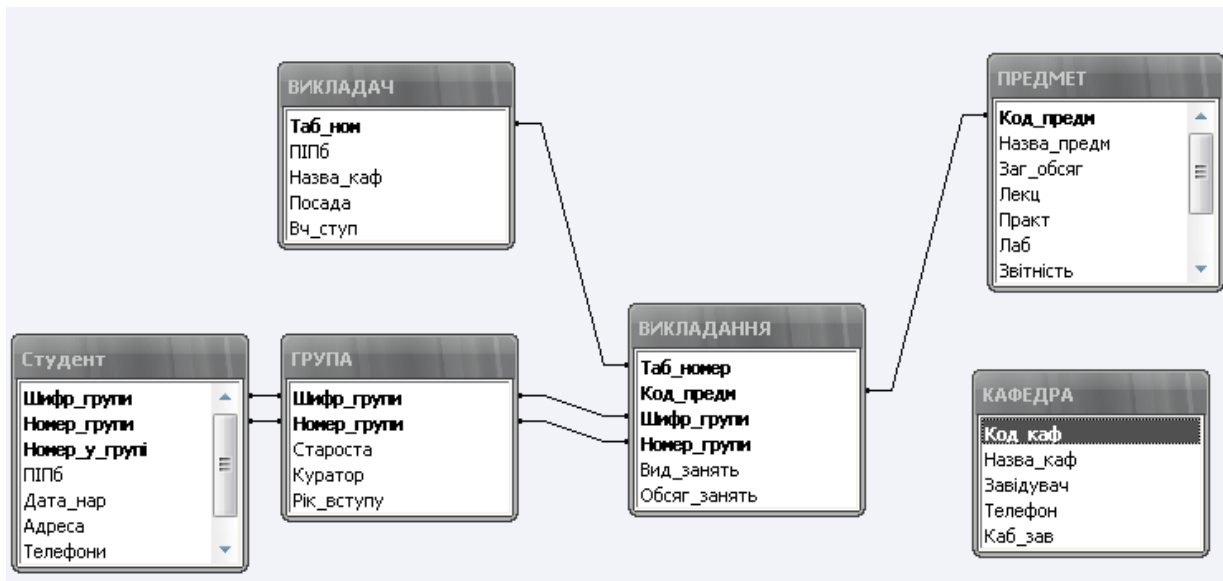 ВИКЛАДАЧ
Таб_ном
ПІПб
Назва_каф
Посада
Вч_ступ
ПРЕДМЕТ
Код_предм
Назва_предм
Заг_обсяг
Лекц
Практ
Лаб
Звітність
Студент
Шифр_групи
Номер_групи
Номер_у_групі
ПІПб
Дата_нар
Адреса
Телефони
ГРУПА
Шифр_групи
Номер_групи
Староста
Куратор
Рік_вступу
ВИКЛАДАННЯ
Таб_номер
Код_предм
Шифр_групи
Номер_групи
Вид_занять
Обсяг_занять
КАФЕДРА
Код_каф
Назва_каф
Завідувач
Телефон
Каб_зав